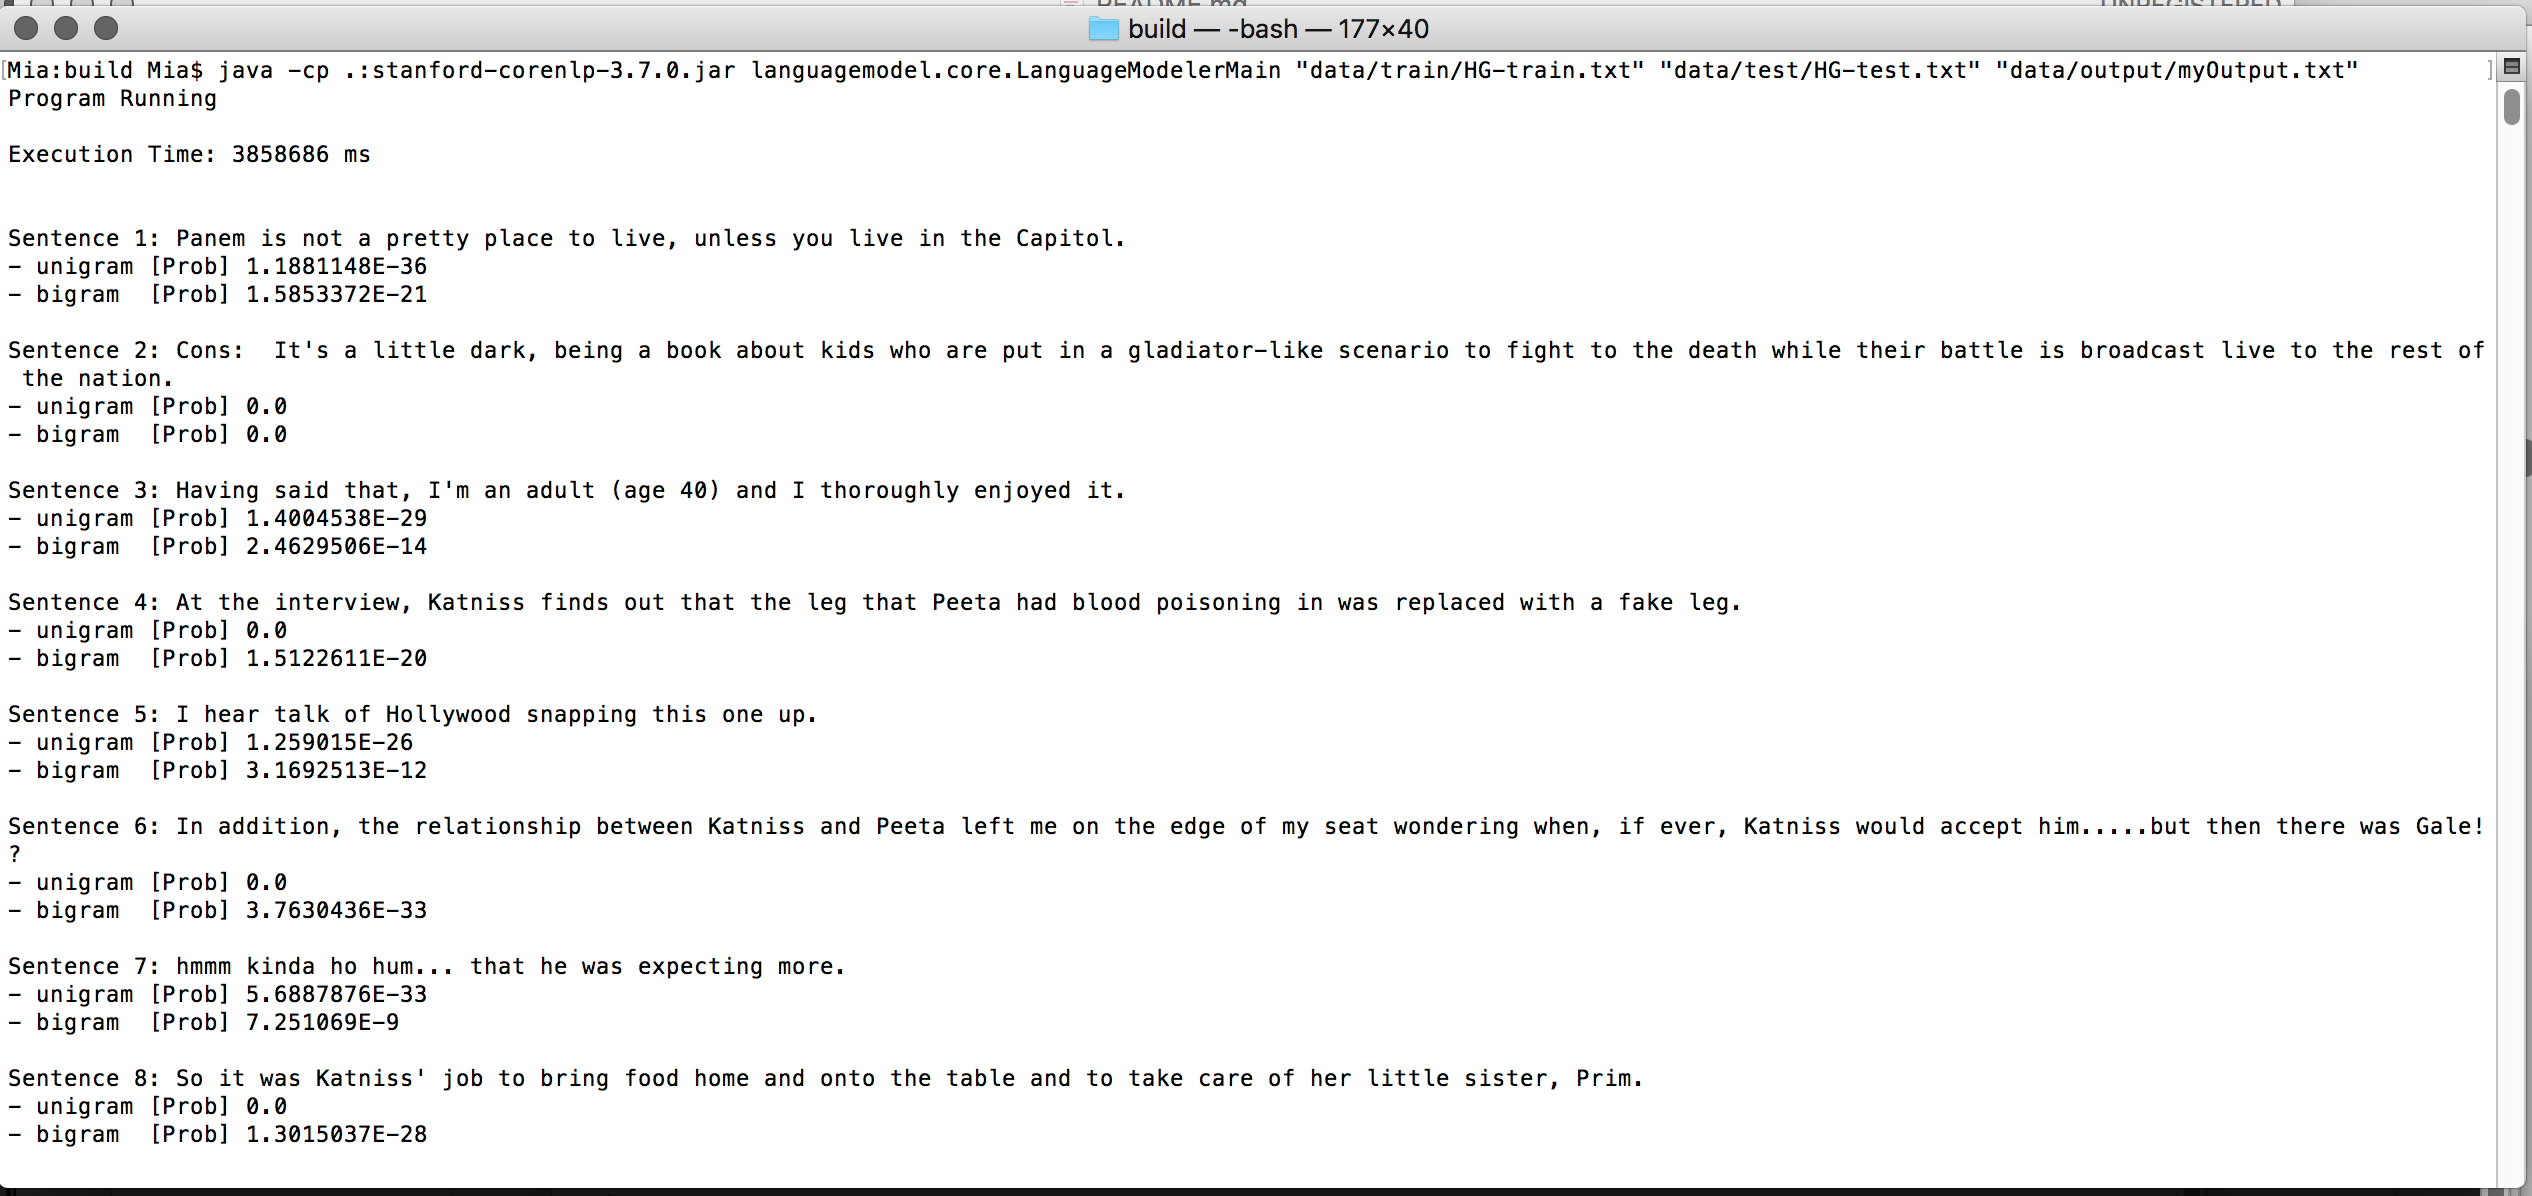 README.md
UNREGISTERED
build — -bash — 177×40
[Mia:build Mia$ java -cp .:stanford-corenlp-3.7.0.jar languagemodel.core.LanguageModelerMain "data/train/HG-train.txt" "data/test/HG-test.txt" "data/output/myOutput.txt" ]
Program Running
Execution Time: 3858686 ms
Sentence 1: Panem is not a pretty place to live, unless you live in the Capitol.
- unigram [Prob] 1.1881148E-36
- bigram  [Prob] 1.5853372E-21
Sentence 2: Cons:  It's a little dark, being a book about kids who are put in a gladiator-like scenario to fight to the death while their battle is broadcast live to the rest of
the nation.
- unigram [Prob] 0.0
- bigram  [Prob] 0.0
Sentence 3: Having said that, I'm an adult (age 40) and I thoroughly enjoyed it.
- unigram [Prob] 1.4004538E-29
- bigram  [Prob] 2.4629506E-14
Sentence 4: At the interview, Katniss finds out that the leg that Peeta had blood poisoning in was replaced with a fake leg.
- unigram [Prob] 0.0
- bigram  [Prob] 1.5122611E-20
Sentence 5: I hear talk of Hollywood snapping this one up.
- unigram [Prob] 1.259015E-26
- bigram  [Prob] 3.1692513E-12
Sentence 6: In addition, the relationship between Katniss and Peeta left me on the edge of my seat wondering when, if ever, Katniss would accept him.....but then there was Gale!
?
- unigram [Prob] 0.0
- bigram  [Prob] 3.7630436E-33
Sentence 7: hmmm kinda ho hum... that he was expecting more.
- unigram [Prob] 5.6887876E-33
- bigram  [Prob] 7.251069E-9
Sentence 8: So it was Katniss' job to bring food home and onto the table and to take care of her little sister, Prim.
- unigram [Prob] 0.0
- bigram  [Prob] 1.3015037E-28